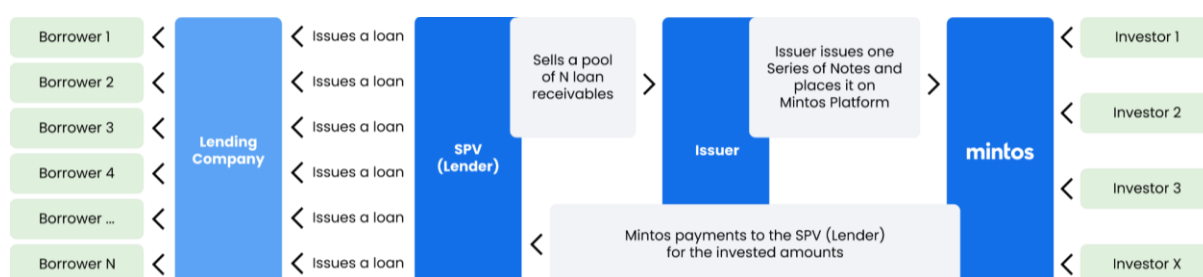 Borrower 1
Borrower 2
Borrower 3
Borrower 4
Borrower ...
Borrower N
Lending
Company
Issues a loan
Issues a loan
Issues a loan
Issues a loan
Issues a loan
Issues a loan
SPV
(Lender)
Sells a pool
of N loan
receivables
Issuer
Issuer issues one
Series of Notes and
places it on
Mintos Platform
Mintos payments to the SPV (Lender)
for the invested amounts
mintos
Investor 1
Investor 2
Investor 3
Investor X